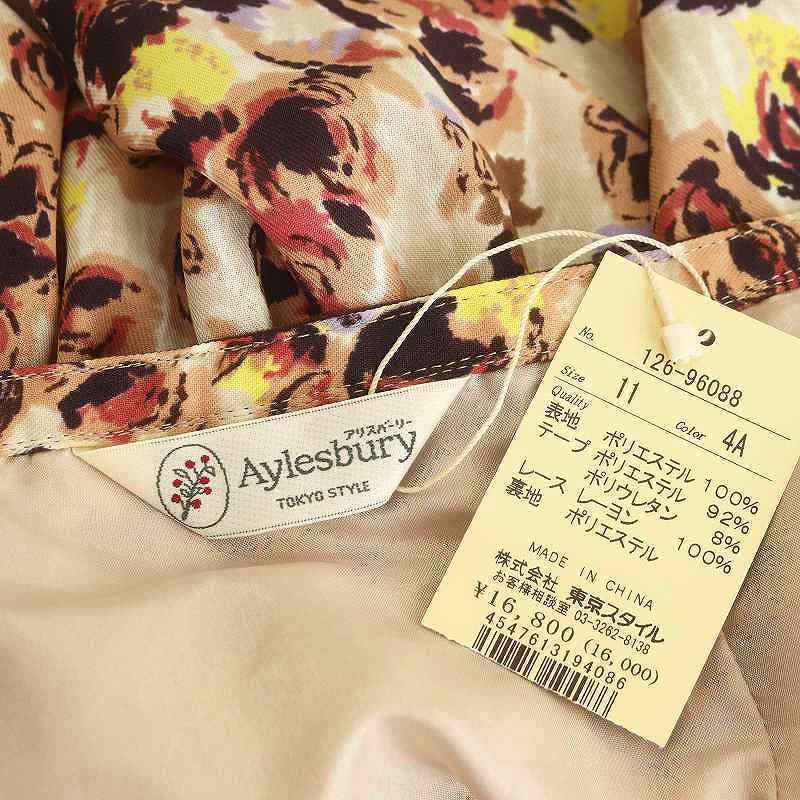 アリスバーリー
Aylesbury
TOKYO STYLE
No. 126-96088
Size 11 Color 4A
Quality
表地 ポリエステル 100%
テープ ポリエステル 92%
ポリウレタン 8%
レース レーヨン 100%
裏地 ポリエステル
MADE IN CHINA
株式会社 東京スタイル
お客様相談室 03-3262-8138
¥16,800 (16,000)
4547613194086